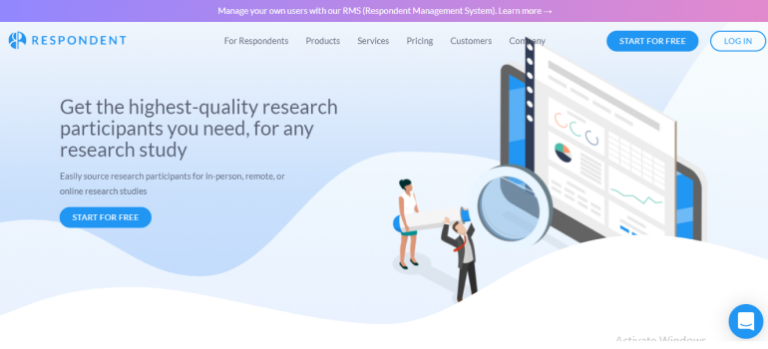 Manage your own users with our RMS (Respondent Management System). Learn more →
RESPONDENT
For Respondents Products Services Pricing Customers Company START FOR FREE LOG IN
Get the highest-quality research
participants you need, for any
research study
Easily source research participants for in-person, remote, or
online research studies
START FOR FREE
Activate Windows